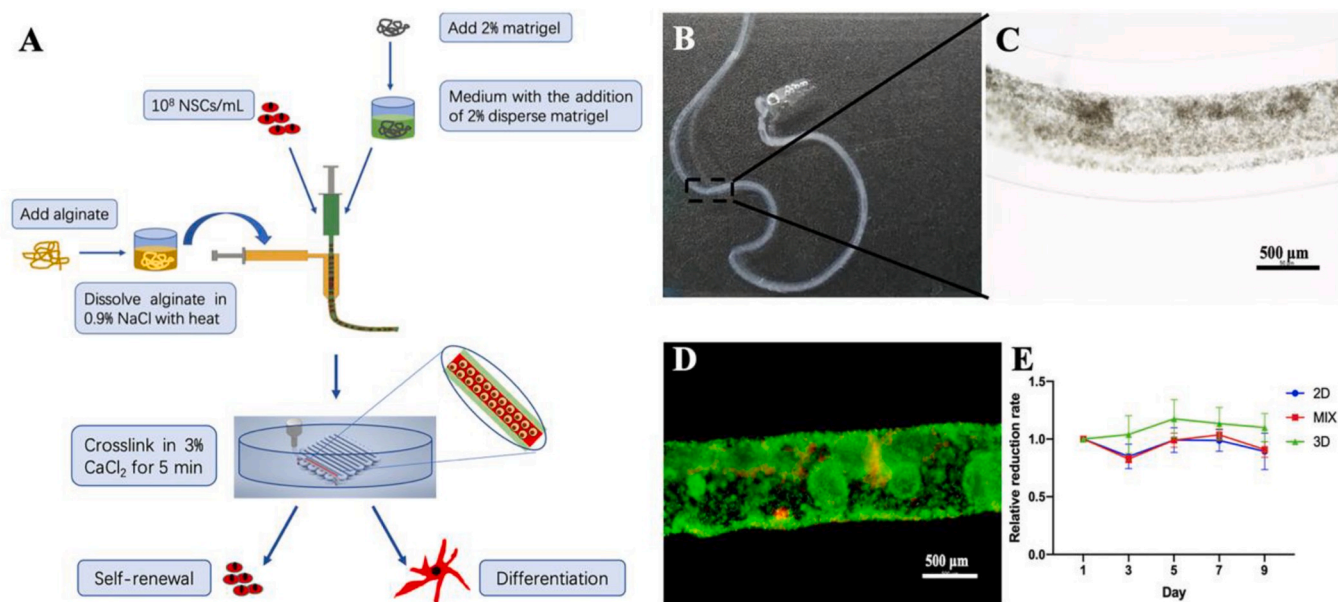 A
Add 2% matrigel
10⁸ NSCs/mL
Medium with the addition
of 2% disperse matrigel
Add alginate
Dissolve alginate in
0.9% NaCl with heat
Crosslink in 3%
CaCl₂ for 5 min
Self-renewal
Differentiation
B
C
500 μm
D
500 μm
E
Relative reduction rate
1.5
1.0
0.5
0.0
1 3 5 7 9
Day
2D
MIX
3D